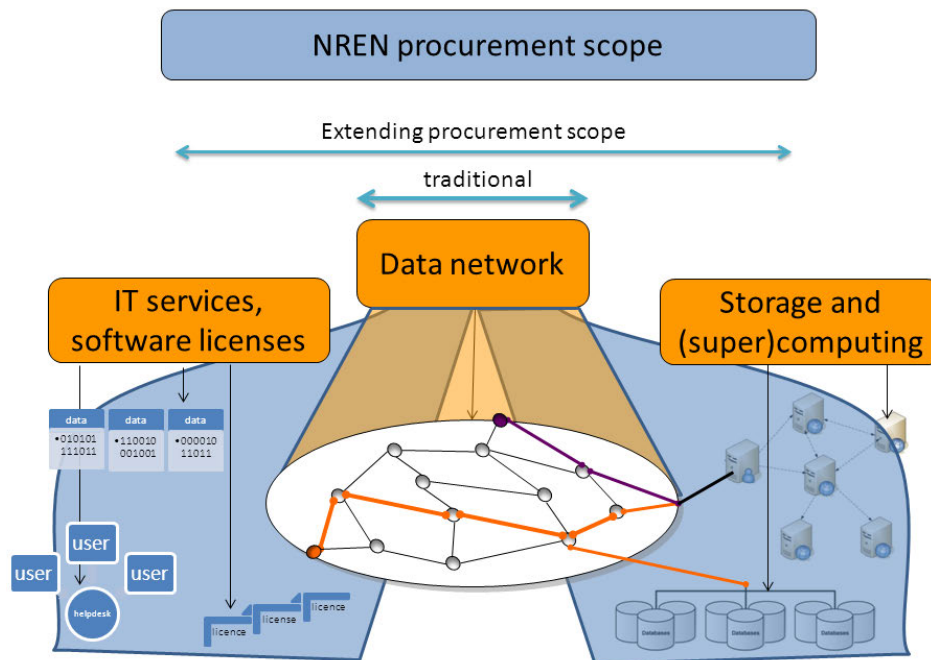 NREN procurement scope
Extending procurement scope
traditional
Data network
IT services,
software licenses
Storage and
(super)computing
data
•010101
111011
data
•110010
001001
data
•000010
11011
user
user
user
helpdesk
licence
license
licence
Databases
Databases
Databases